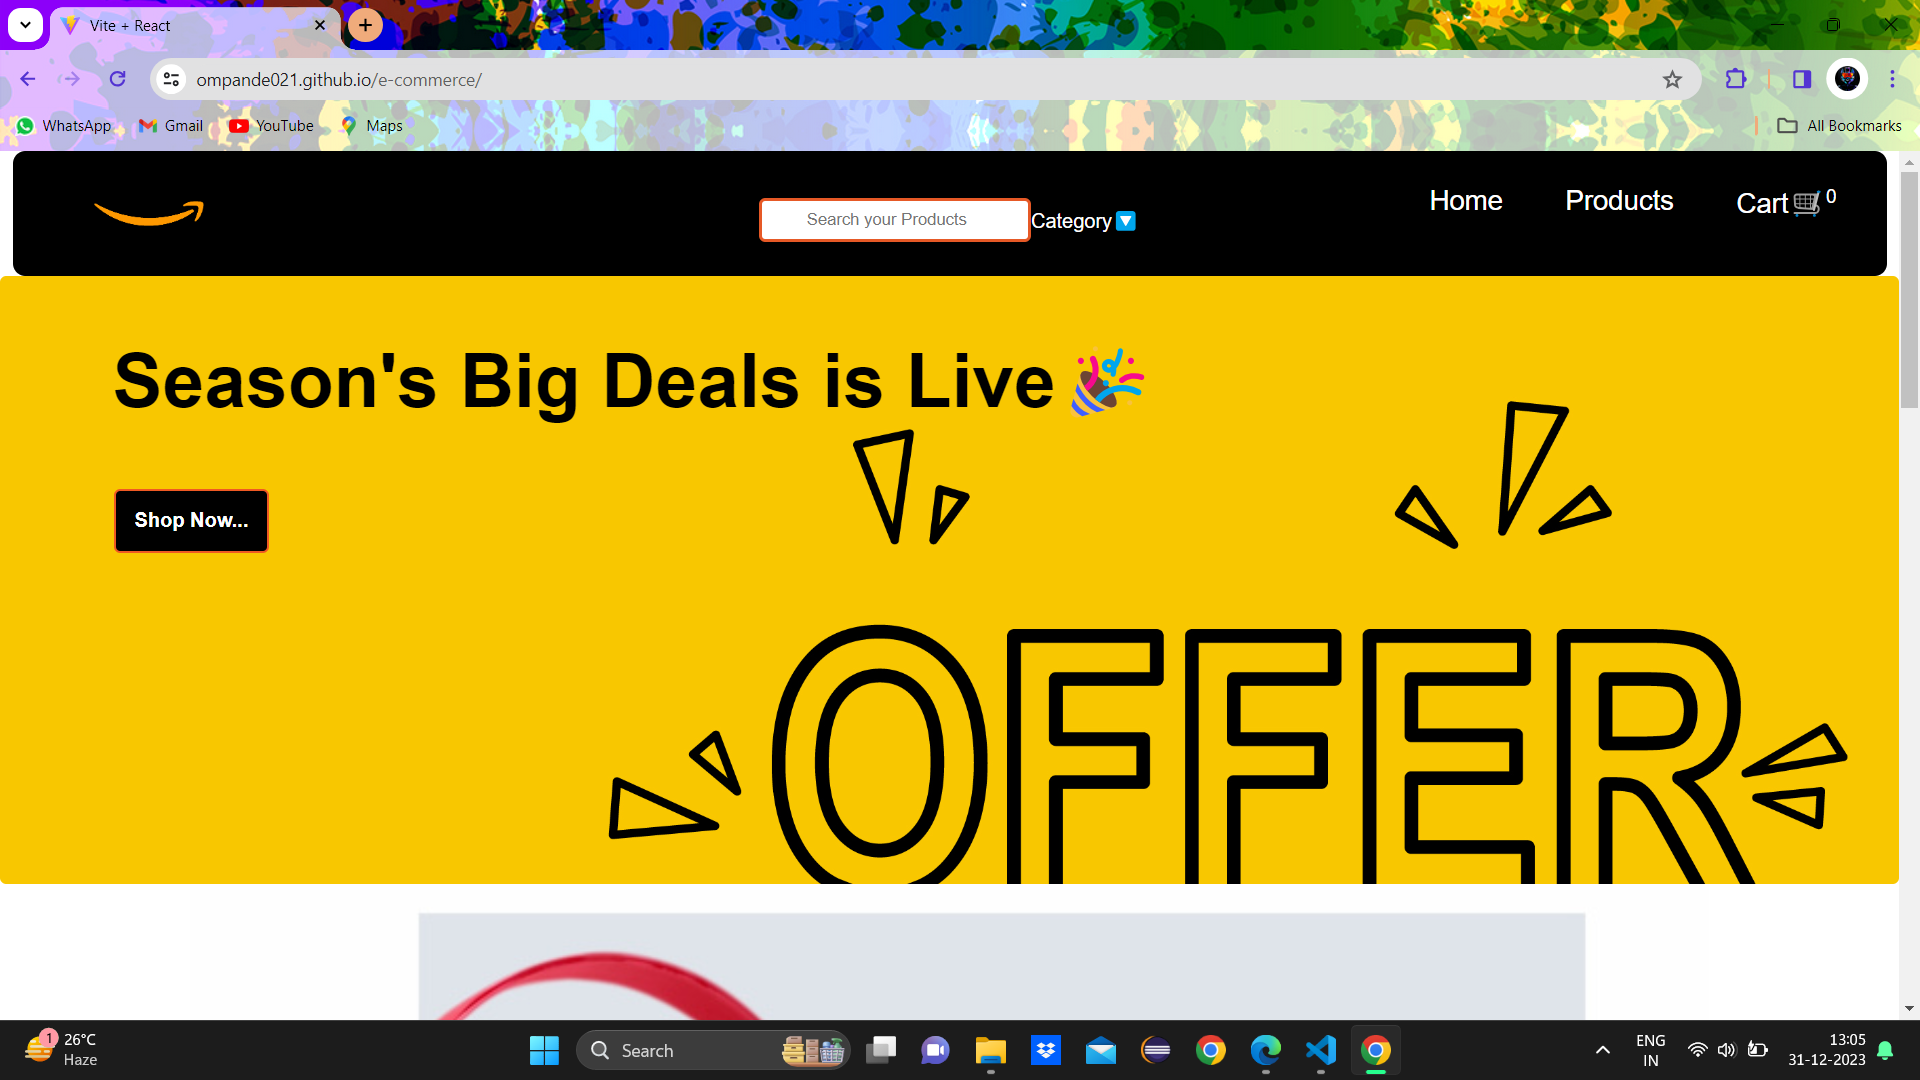 Vite + React
ompande021.github.io/e-commerce/
WhatsApp Gmail YouTube Maps All Bookmarks
Search your Products Category Home Products Cart 0
Season's Big Deals is Live
Shop Now...
OFFER
1 26°C
Haze
Search
ENG
IN
13:05
31-12-2023